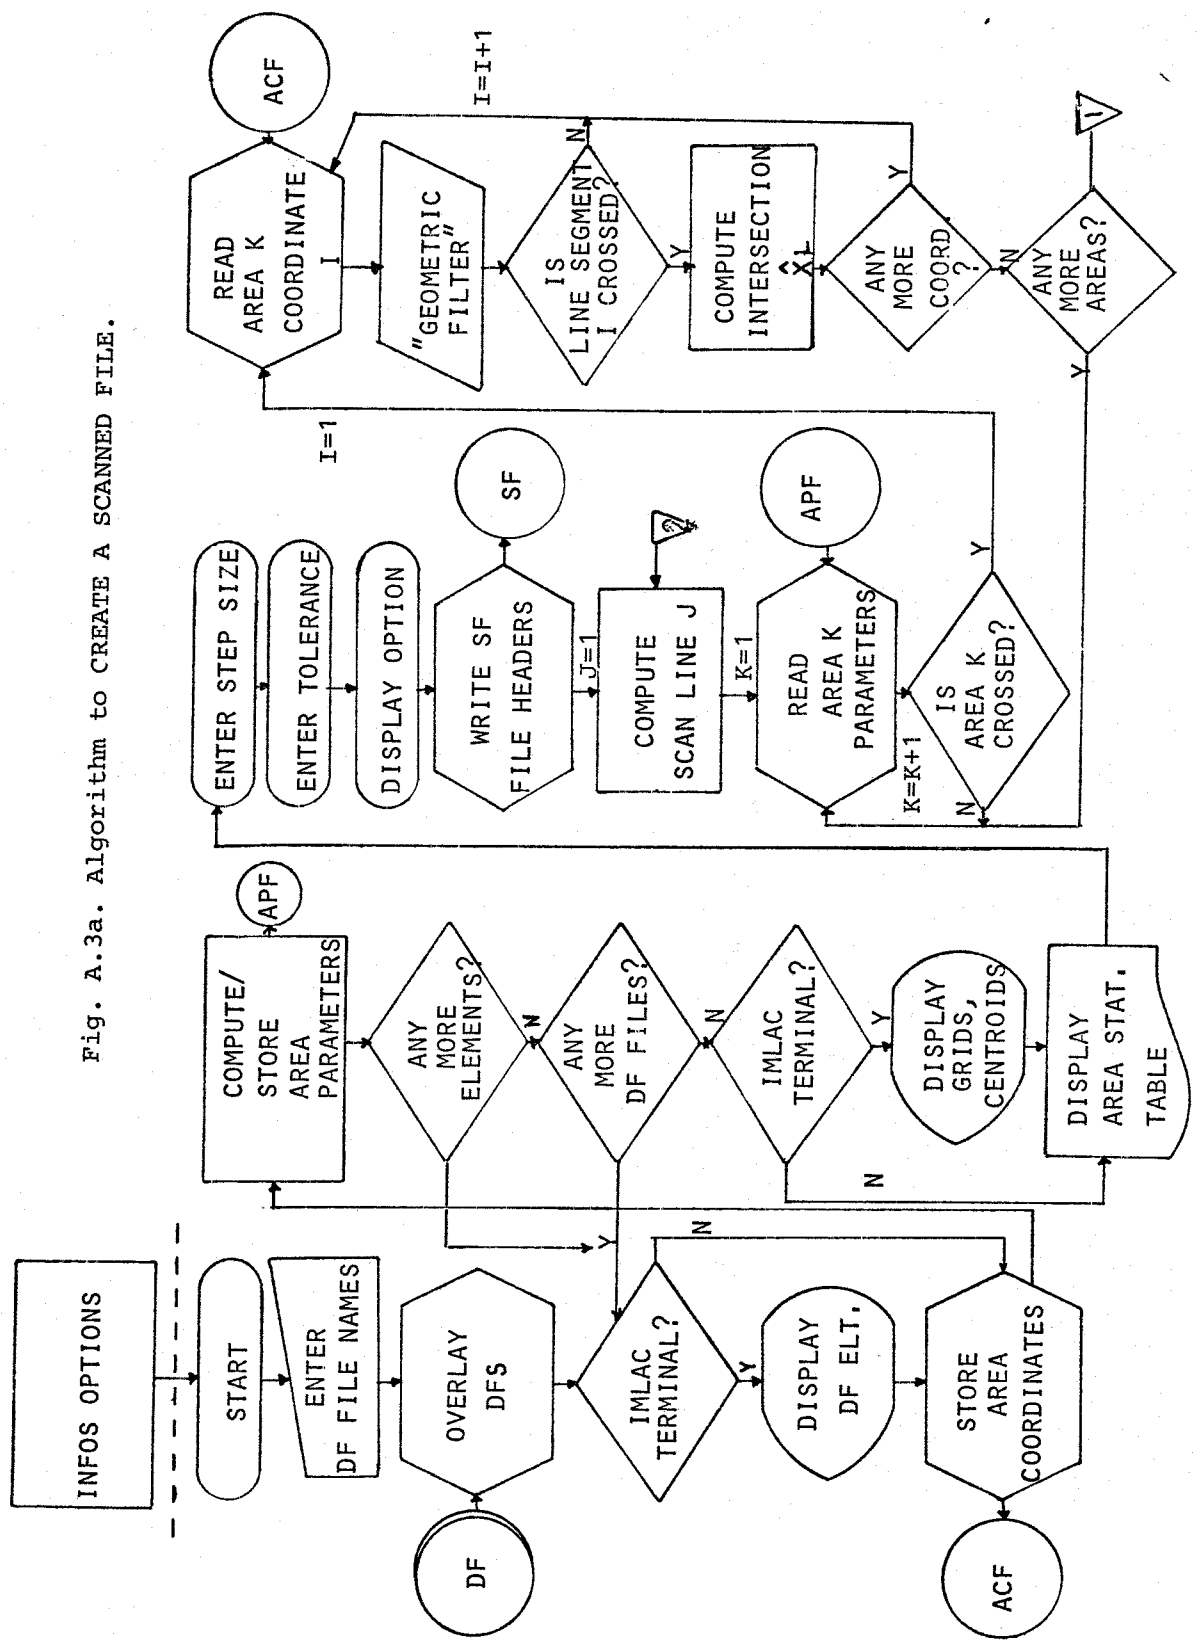 INFOS OPTIONS
START
ENTER
DF FILE NAMES
OVERLAY
DFS
DF
IMLAC
TERMINAL?
Y
N
DISPLAY
DF ELT.
STORE
AREA
COORDINATES
ACF
COMPUTE/
STORE
AREA
PARAMETERS
APF
ANY
MORE
ELEMENTS?
N
Y
ANY
MORE
DF FILES?
N
IMLAC
TERMINAL?
Y
N
DISPLAY
GRIDS,
CENTROIDS
DISPLAY
AREA STAT.
TABLE
ENTER STEP SIZE
ENTER TOLERANCE
DISPLAY OPTION
WRITE SF
FILE HEADERS
SF
J=1
COMPUTE
SCAN LINE J
2
K=1
READ
AREA K
PARAMETERS
APF
K=K+1
IS
AREA K
CROSSED?
N
Y
I=1
READ
AREA K
COORDINATE
I
ACF
I=I+1
"GEOMETRIC
FILTER"
IS
LINE SEGMENT
I CROSSED?
N
Y
COMPUTE
INTERSECTION
ANY
MORE
COORD.
?
Y
N
ANY
MORE
AREAS?
Y
1
Fig. A.3a. Algorithm to CREATE A SCANNED FILE.